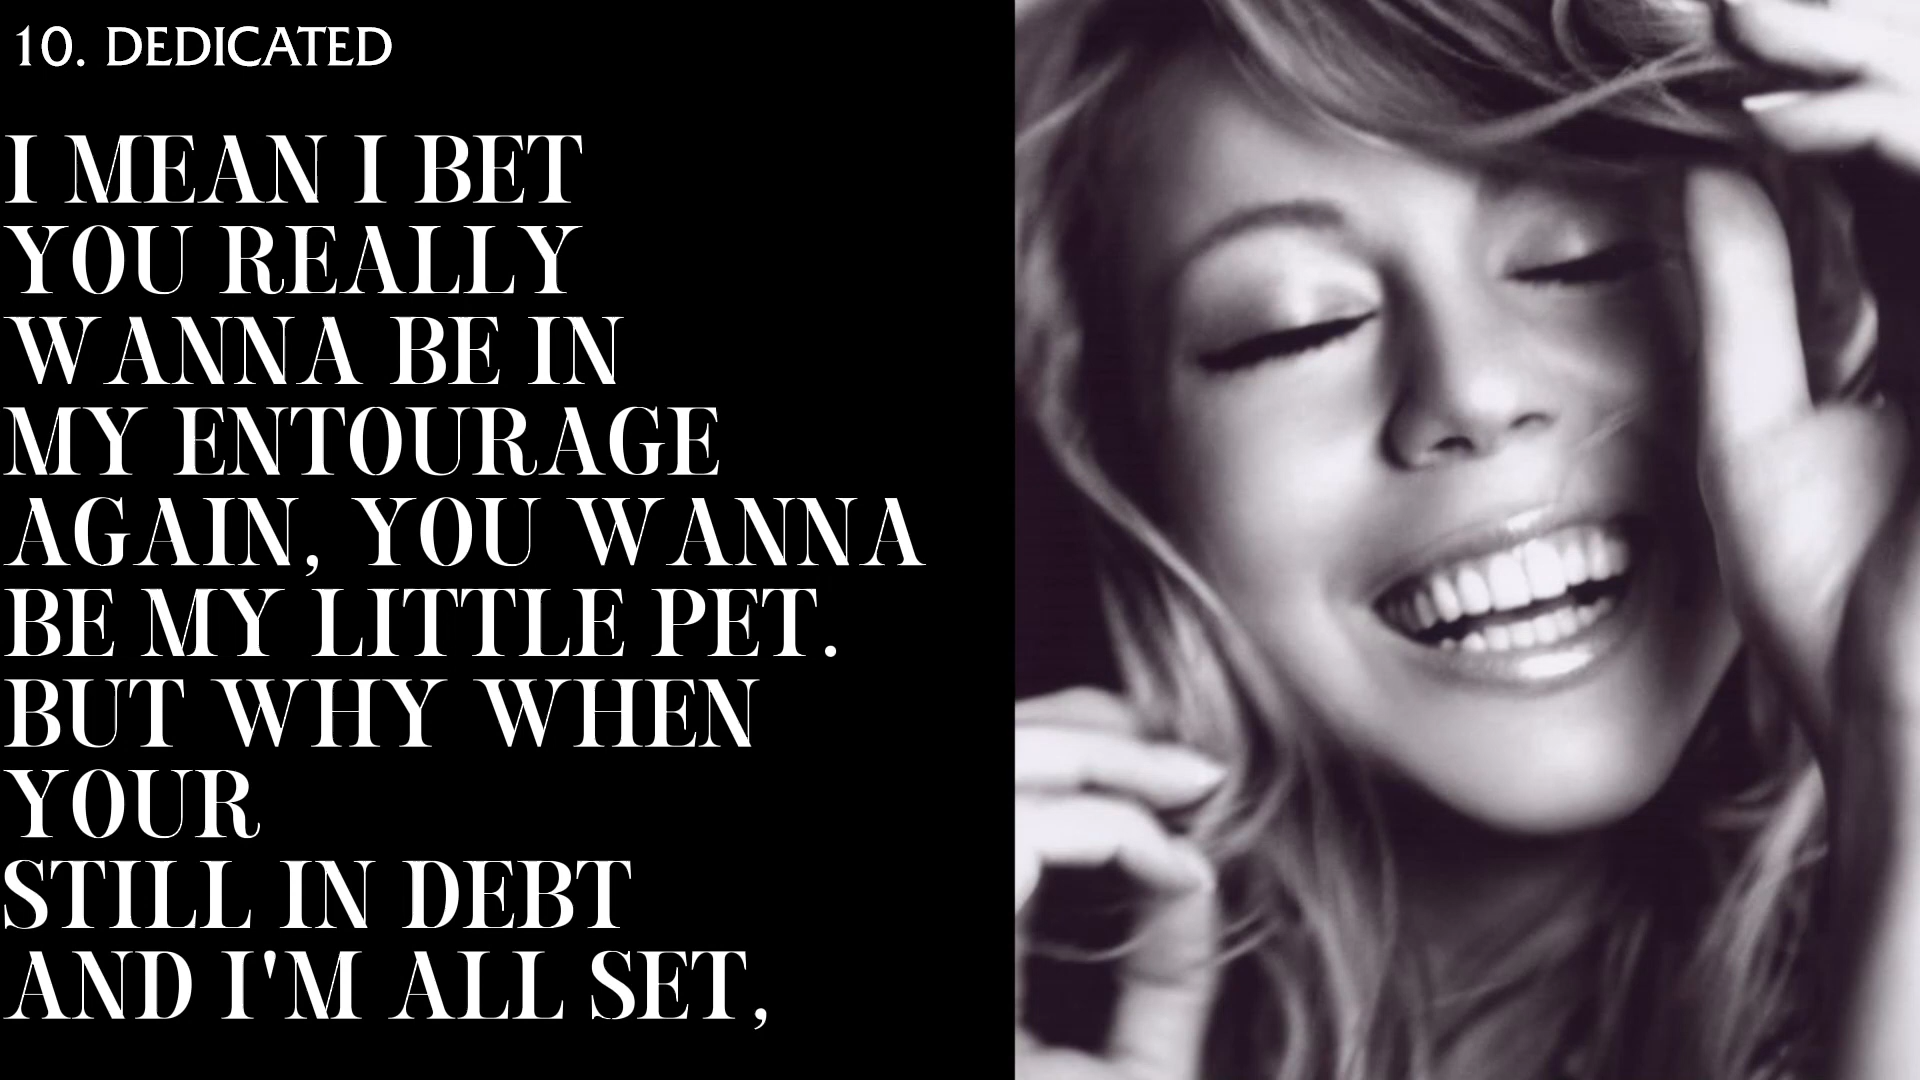 10. DEDICATED
I MEAN I BET
YOU REALLY
WANNA BE IN
MY ENTOURAGE
AGAIN, YOU WANNA
BE MY LITTLE PET.
BUT WHY WHEN
YOUR
STILL IN DEBT
AND I'M ALL SET,